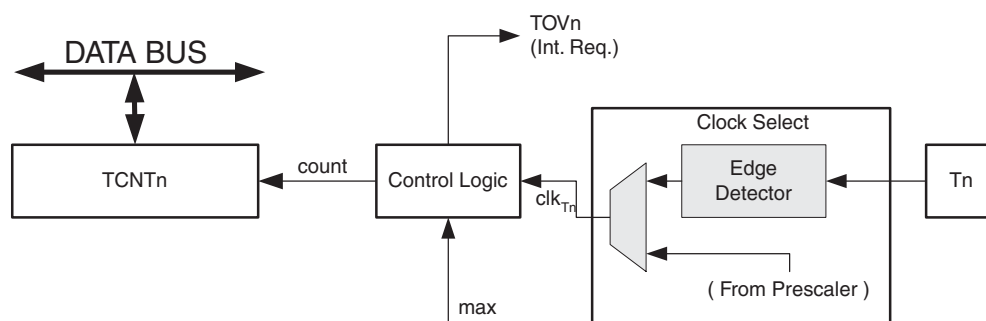 TOVn
(Int. Req.)
DATA BUS
Clock Select
TCNTn
count
Control Logic
clkTn
Edge
Detector
Tn
( From Prescaler )
max